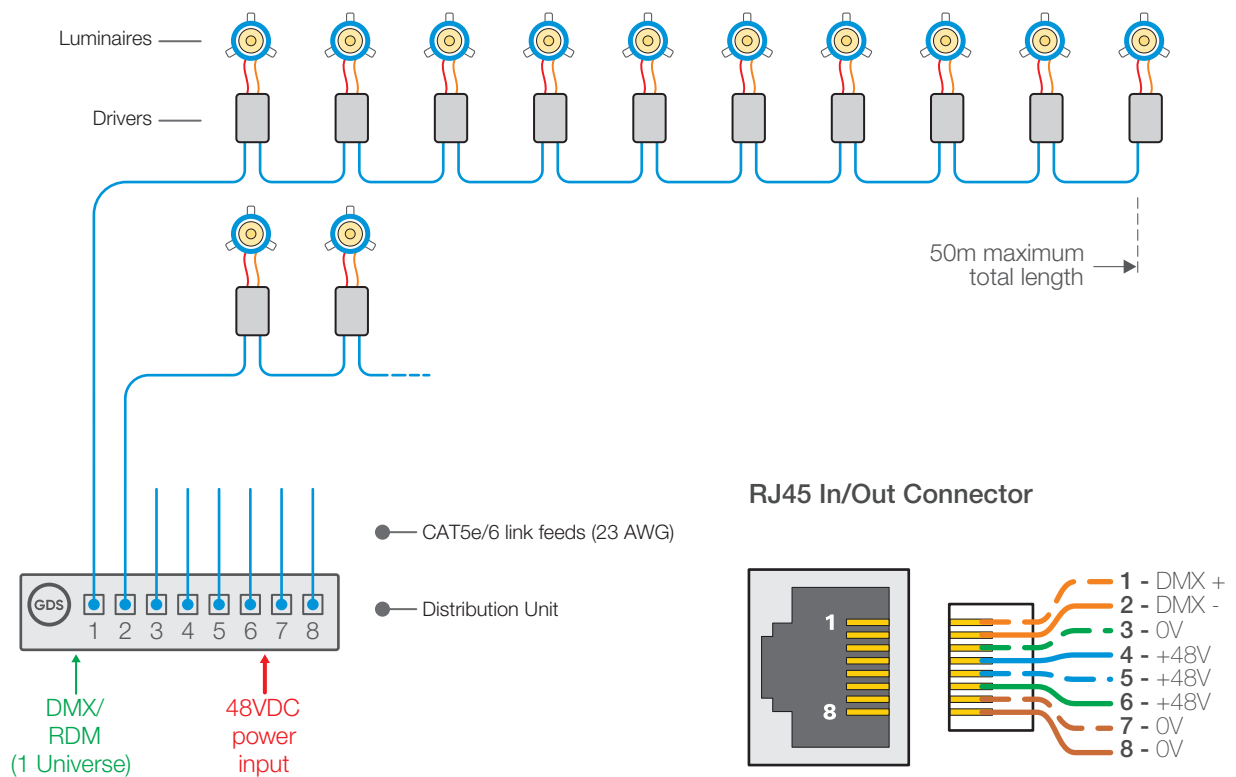 Luminaires
Drivers
50m maximum
total length
RJ45 In/Out Connector
CAT5e/6 link feeds (23 AWG)
Distribution Unit
GDS
1 2 3 4 5 6 7 8
DMX/
RDM
(1 Universe)
48VDC
power
input
1
8
1 - DMX +
2 - DMX -
3 - 0V
4 - +48V
5 - +48V
6 - +48V
7 - 0V
8 - 0V